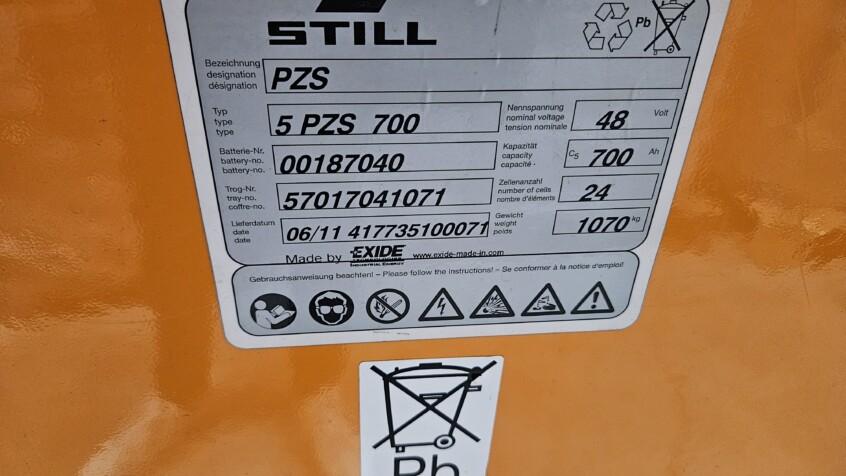 STILL
Pb
Bezeichnung
designation
désignation
PZS
Typ
type
type
5 PZS 700
Nennspannung
nominal voltage
tension nominale
48 Volt
Batterie-Nr.
battery-no.
battery-no.
00187040
Kapazität
capacity
capacité -
C5 700 Ah
Trog-Nr.
tray-no.
coffre-no.
57017041071
Zellenanzahl
number of cells
nombre d'éléments
24
Lieferdatum
date
date
06/11 417735100071
Gewicht
weight
poids
1070 kg
Made by EXIDE www.exide-made-in.com
INDUSTRIAL ENERGY
Gebrauchsanweisung beachten! – Please follow the instructions! – Se conformer à la notice d'emploi!
Pb